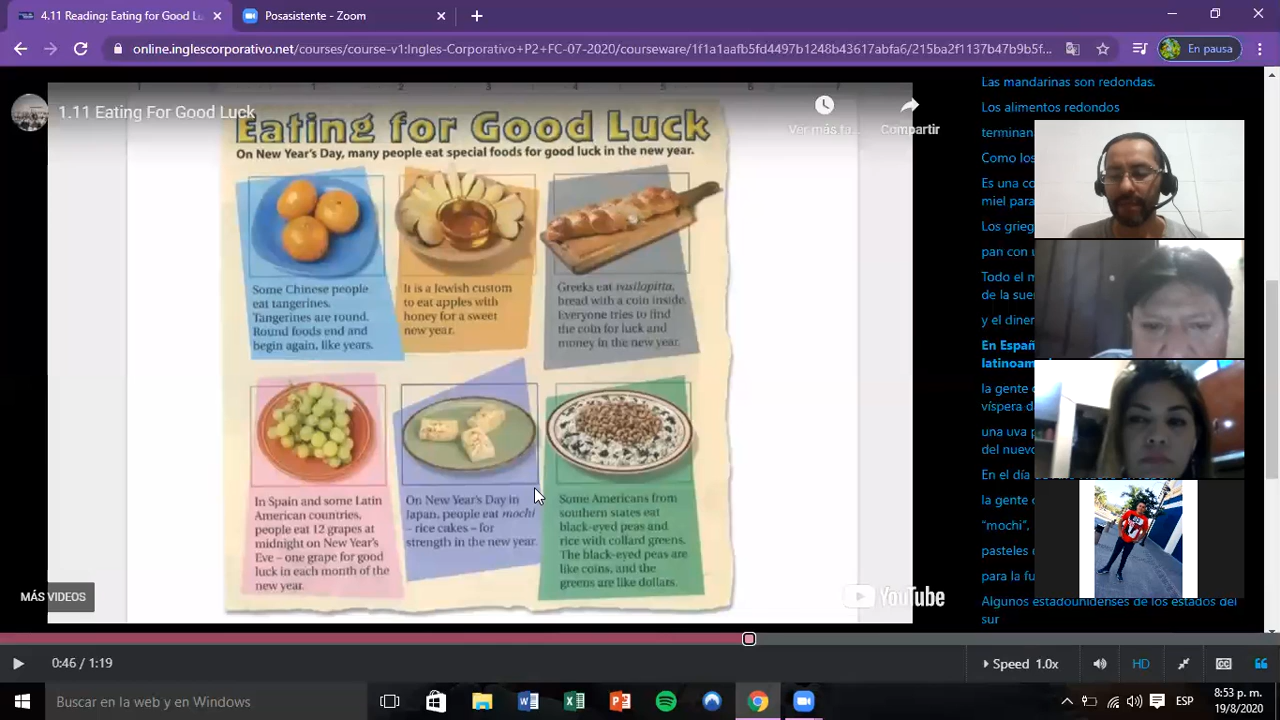 4.11 Reading: Eating for Good Lu
Posasistente - Zoom
online.inglescorporativo.net/courses/course-v1:Ingles-Corporativo+P2+FC-07-2020/courseware/1f1a1aafb5fd4497b1248b43617abfa6/215ba2f1137b47b9b5f...
En pausa
1.11 Eating For Good Luck
Ver más ta...
Compartir
1 2 3 4 5 6 7
Eating for Good Luck
On New Year's Day, many people eat special foods for good luck in the new year.
Some Chinese people
eat tangerines.
Tangerines are round.
Round foods end and
begin again, like years.
It is a Jewish custom
to eat apples with
honey for a sweet
new year.
Greeks eat vasilopitta,
bread with a coin inside.
Everyone tries to find
the coin for luck and
money in the new year.
In Spain and some Latin
American countries,
people eat 12 grapes at
midnight on New Year's
Eve – one grape for good
luck in each month of the
new year.
On New Year's Day in
Japan, people eat mochi
– rice cakes – for
strength in the new year.
Some Americans from
southern states eat
black-eyed peas and
rice with collard greens.
The black-eyed peas are
like coins, and the
greens are like dollars.
MÁS VIDEOS
YouTube
Las mandarinas son redondas.
Los alimentos redondos
terminan
Como los
Es una co
miel para
Los grieg
pan con u
Todo el m
de la sue
y el diner
En Españ
latinoam
la gente
víspera d
una uva p
del nuevo
En el día
la gente
"mochi",
pasteles
para la fu
Algunos estadounidenses de los estados del
sur
0:46 / 1:19
Speed 1.0x
HD
Buscar en la web y en Windows
ESP
8:53 p. m.
19/8/2020